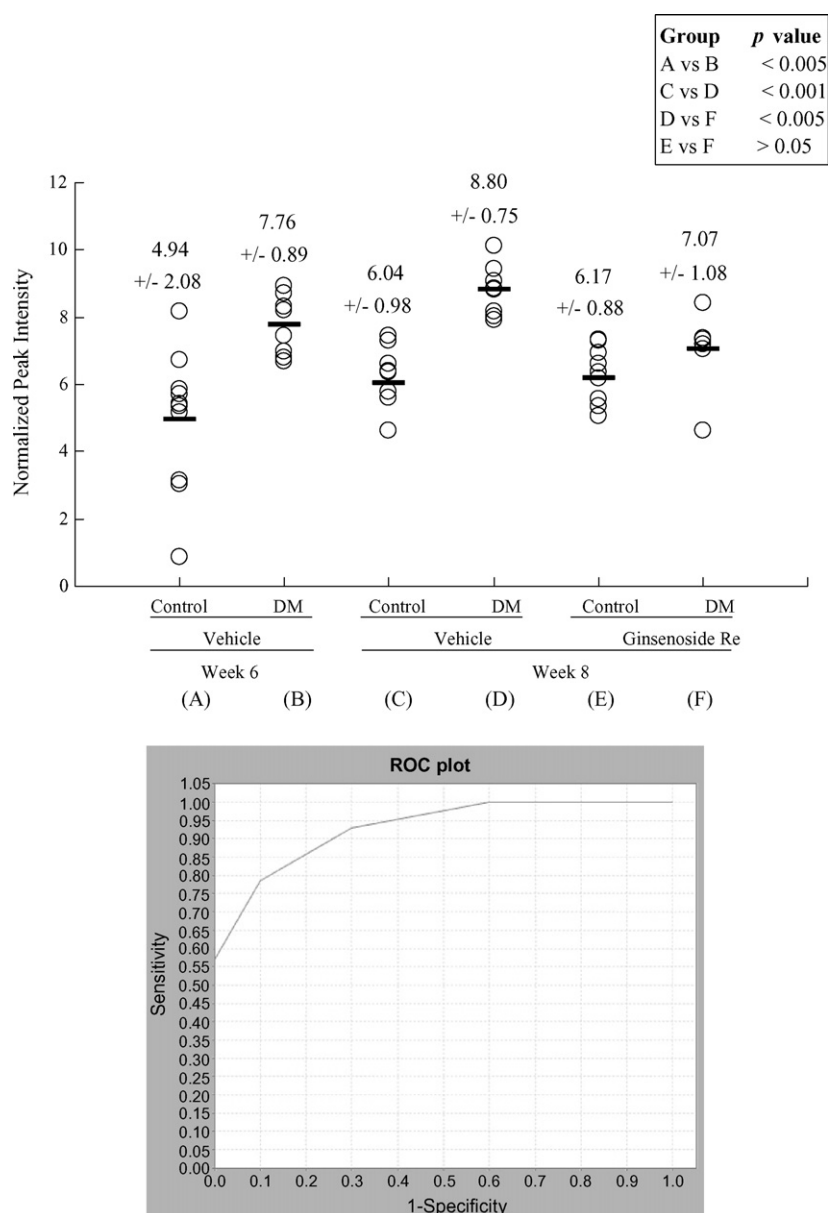 Group p value
A vs B < 0.005
C vs D < 0.001
D vs F < 0.005
E vs F > 0.05
Normalized Peak Intensity
12
10
8
6
4
2
0
4.94
+/- 2.08
7.76
+/- 0.89
6.04
+/- 0.98
8.80
+/- 0.75
6.17
+/- 0.88
7.07
+/- 1.08
Control DM Control DM Control DM
Vehicle Vehicle Ginsenoside Re
Week 6 Week 8
(A) (B) (C) (D) (E) (F)
ROC plot
Sensitivity
1.05
1.00
0.95
0.90
0.85
0.80
0.75
0.70
0.65
0.60
0.55
0.50
0.45
0.40
0.35
0.30
0.25
0.20
0.15
0.10
0.05
0.00
0.0 0.1 0.2 0.3 0.4 0.5 0.6 0.7 0.8 0.9 1.0
1-Specificity